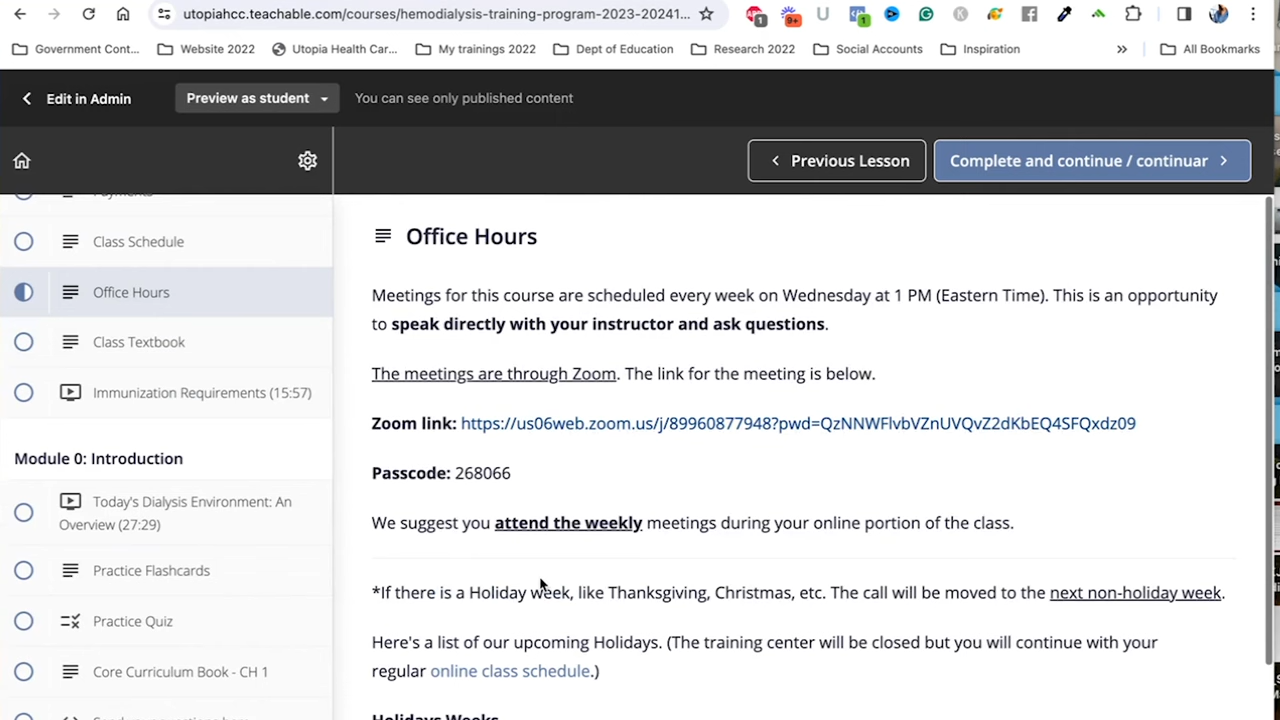 utopiahcc.teachable.com/courses/hemodialysis-training-program-2023-20241...
1
9+
1
Government Cont...
Website 2022
Utopia Health Car...
My trainings 2022
Dept of Education
Research 2022
Social Accounts
Inspiration
»
All Bookmarks
Edit in Admin
Preview as student
You can see only published content
Previous Lesson
Complete and continue / continuar
Payments
Class Schedule
Office Hours
Class Textbook
Immunization Requirements (15:57)
Module 0: Introduction
Today's Dialysis Environment: An
Overview (27:29)
Practice Flashcards
Practice Quiz
Core Curriculum Book - CH 1
Office Hours
Meetings for this course are scheduled every week on Wednesday at 1 PM (Eastern Time). This is an opportunity
to speak directly with your instructor and ask questions.
The meetings are through Zoom. The link for the meeting is below.
Zoom link: https://us06web.zoom.us/j/89960877948?pwd=QzNNWFlvbVZnUVQvZ2dKbEQ4SFQxdz09
Passcode: 268066
We suggest you attend the weekly meetings during your online portion of the class.
*If there is a Holiday week, like Thanksgiving, Christmas, etc. The call will be moved to the next non-holiday week.
Here's a list of our upcoming Holidays. (The training center will be closed but you will continue with your
regular online class schedule.)
Holidays Weeks